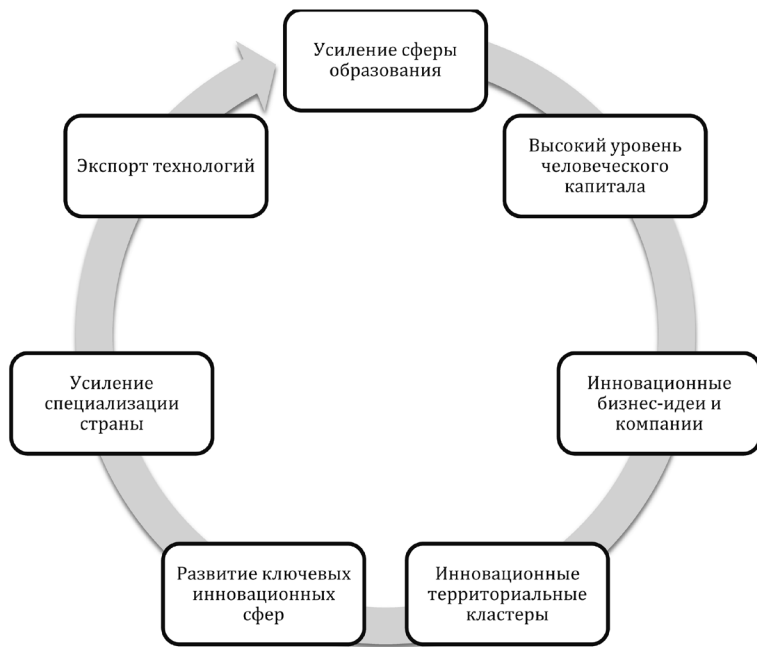 Усиление сферы
образования
Высокий уровень
человеческого
капитала
Инновационные
бизнес-идеи и
компании
Инновационные
территориальные
кластеры
Развитие ключевых
инновационных
сфер
Усиление
специализации
страны
Экспорт технологий